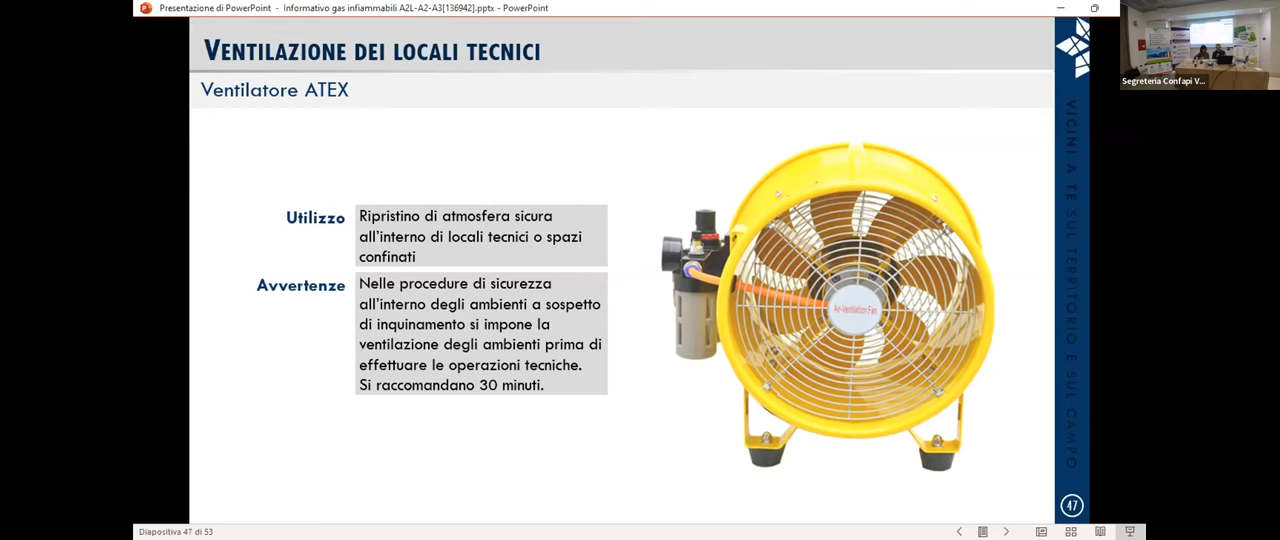 Presentazione di PowerPoint - Informativo gas infiammabili A2L-A2-A3[136942].pptx - PowerPoint
VENTILAZIONE DEI LOCALI TECNICI
Ventilatore ATEX
Segreteria Confapi V...
Utilizzo
Ripristino di atmosfera sicura
all'interno di locali tecnici o spazi
confinati
Avvertenze
Nelle procedure di sicurezza
all'interno degli ambienti a sospetto
di inquinamento si impone la
ventilazione degli ambienti prima di
effettuare le operazioni tecniche.
Si raccomandano 30 minuti.
Air-Ventilation Fan
VICINI A TE SUL TERRITORIO E SUL CAMPO
47
Diapositiva 47 di 53